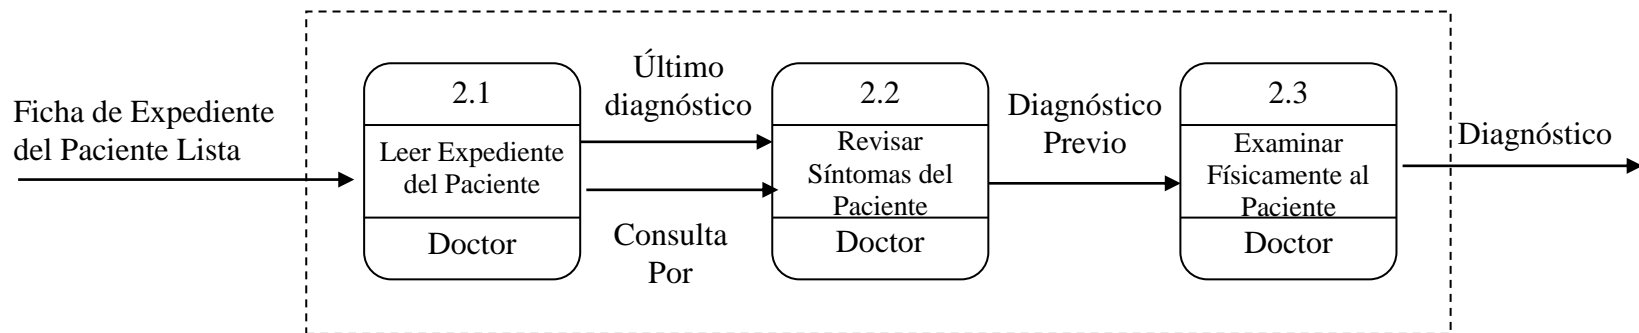 Ficha de Expediente
del Paciente Lista
2.1
Leer Expediente
del Paciente
Doctor
Último
diagnóstico
Consulta
Por
2.2
Revisar
Síntomas del
Paciente
Doctor
Diagnóstico
Previo
2.3
Examinar
Físicamente al
Paciente
Doctor
Diagnóstico